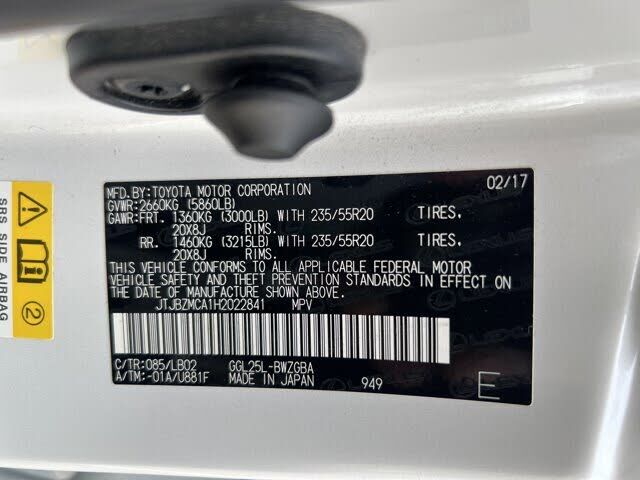 MFD.BY:TOYOTA MOTOR CORPORATION 02/17
GVWR:2660KG (5860LB)
GAWR:FRT. 1360KG (3000LB) WITH 235/55R20 TIRES,
20X8J RIMS.
RR. 1460KG (3215LB) WITH 235/55R20 TIRES,
20X8J RIMS.
THIS VEHICLE CONFORMS TO ALL APPLICABLE FEDERAL MOTOR
VEHICLE SAFETY AND THEFT PREVENTION STANDARDS IN EFFECT ON
THE DATE OF MANUFACTURE SHOWN ABOVE.
JTJBZMCA1H2022841 MPV
C/TR:085/LB02 GGL25L-BWZGBA
A/TM:-01A/U881F MADE IN JAPAN 949 E
SRS SIDE AIRBAG
2